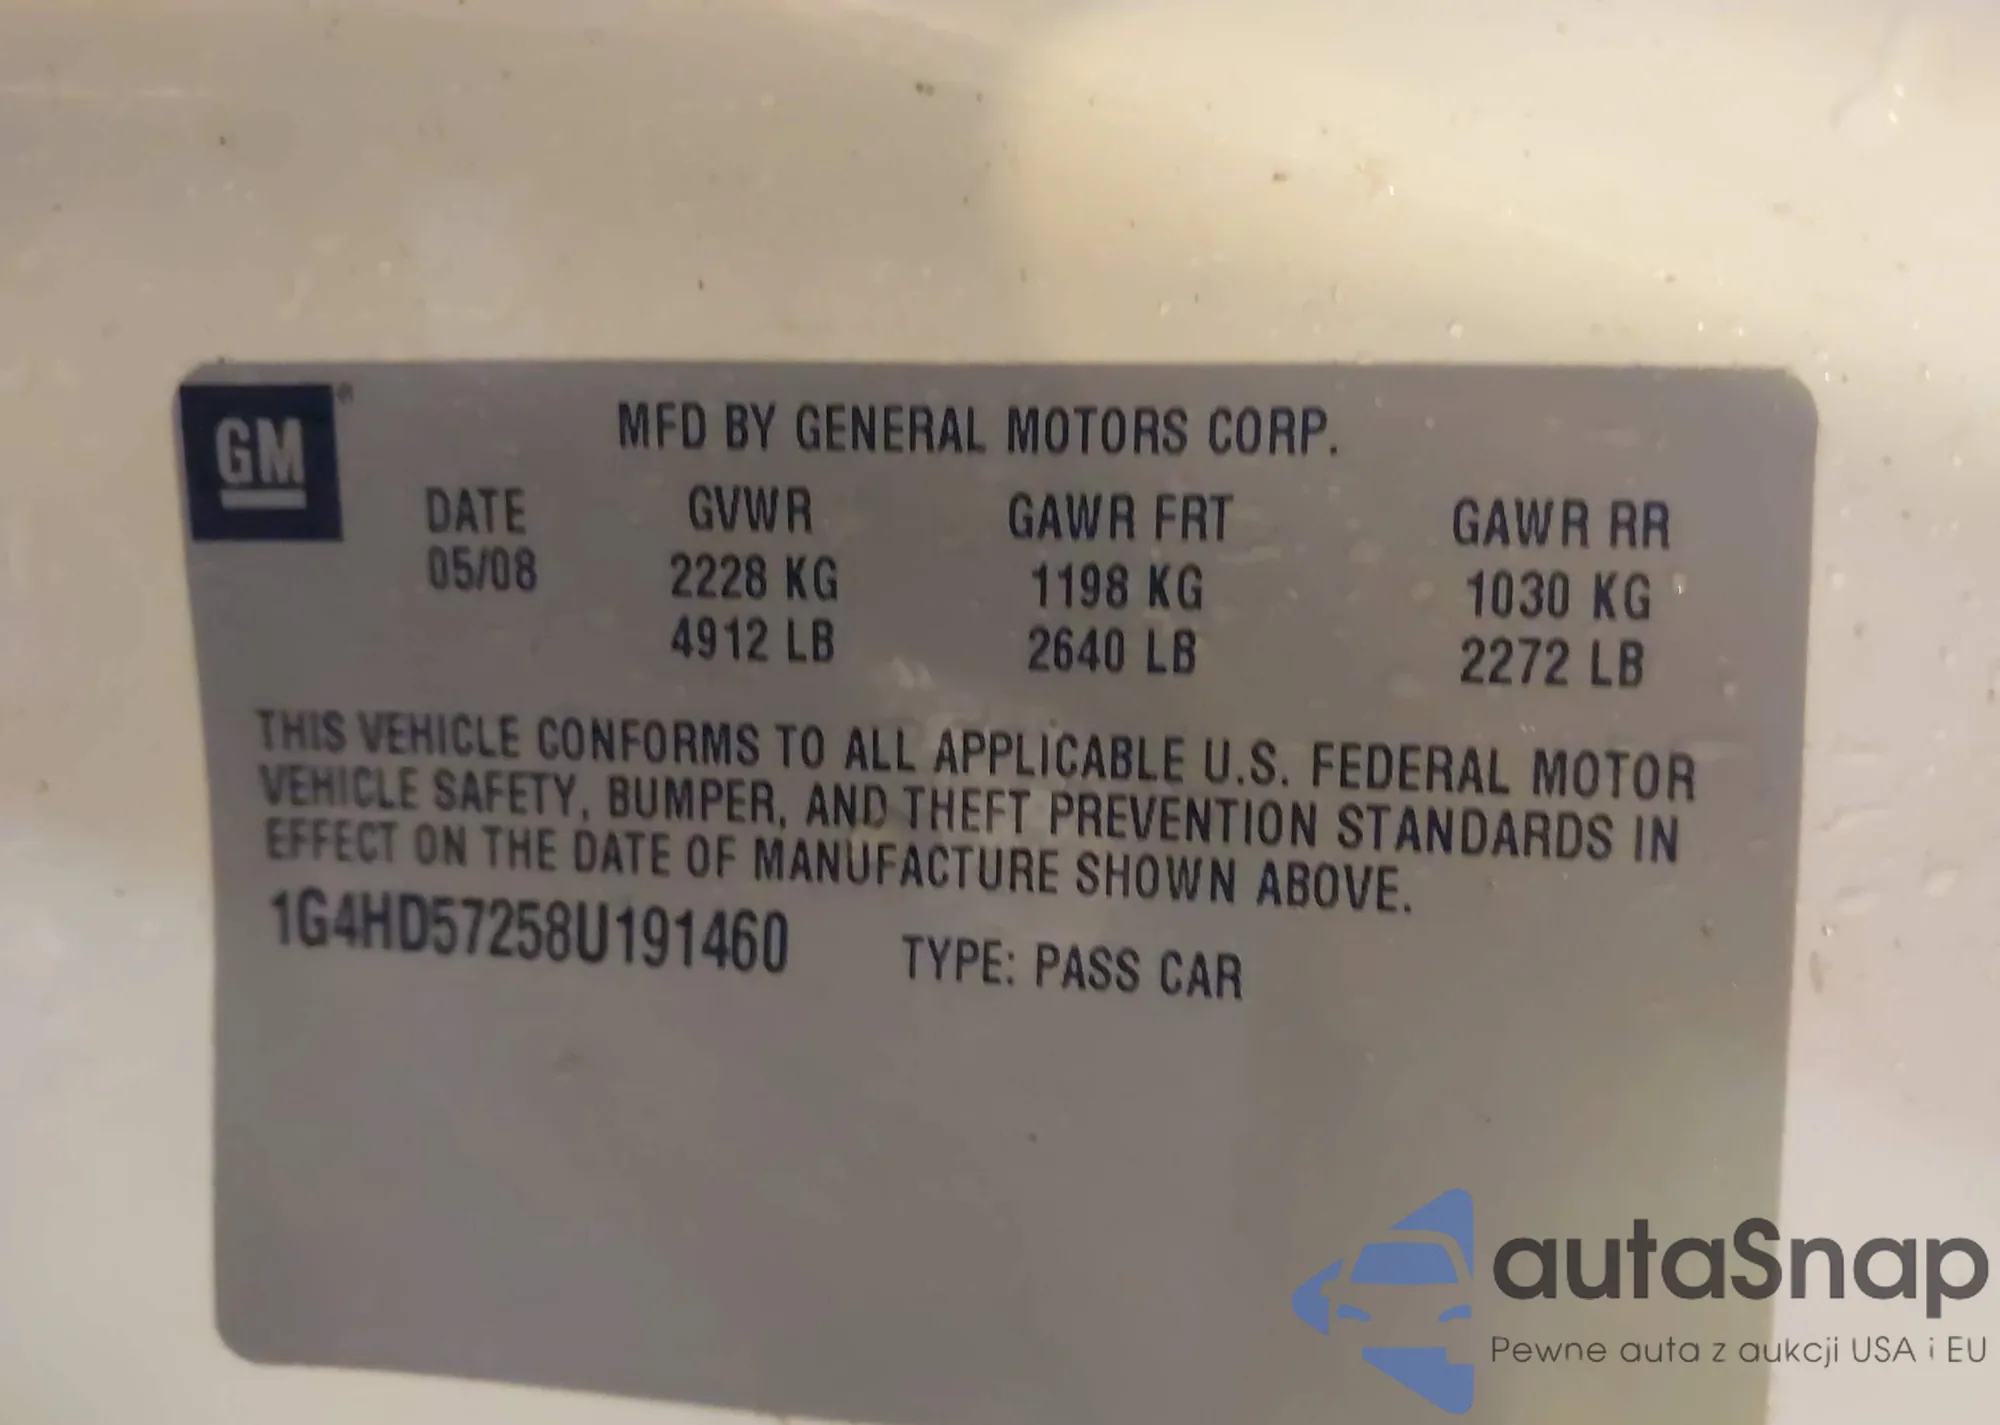 GM
MFD BY GENERAL MOTORS CORP.
DATE GVWR GAWR FRT GAWR RR
05/08 2228 KG 1198 KG 1030 KG
4912 LB 2640 LB 2272 LB
THIS VEHICLE CONFORMS TO ALL APPLICABLE U.S. FEDERAL MOTOR
VEHICLE SAFETY, BUMPER, AND THEFT PREVENTION STANDARDS IN
EFFECT ON THE DATE OF MANUFACTURE SHOWN ABOVE.
1G4HD57258U191460 TYPE: PASS CAR
autaSnap
Pewne auta z aukcji USA i EU